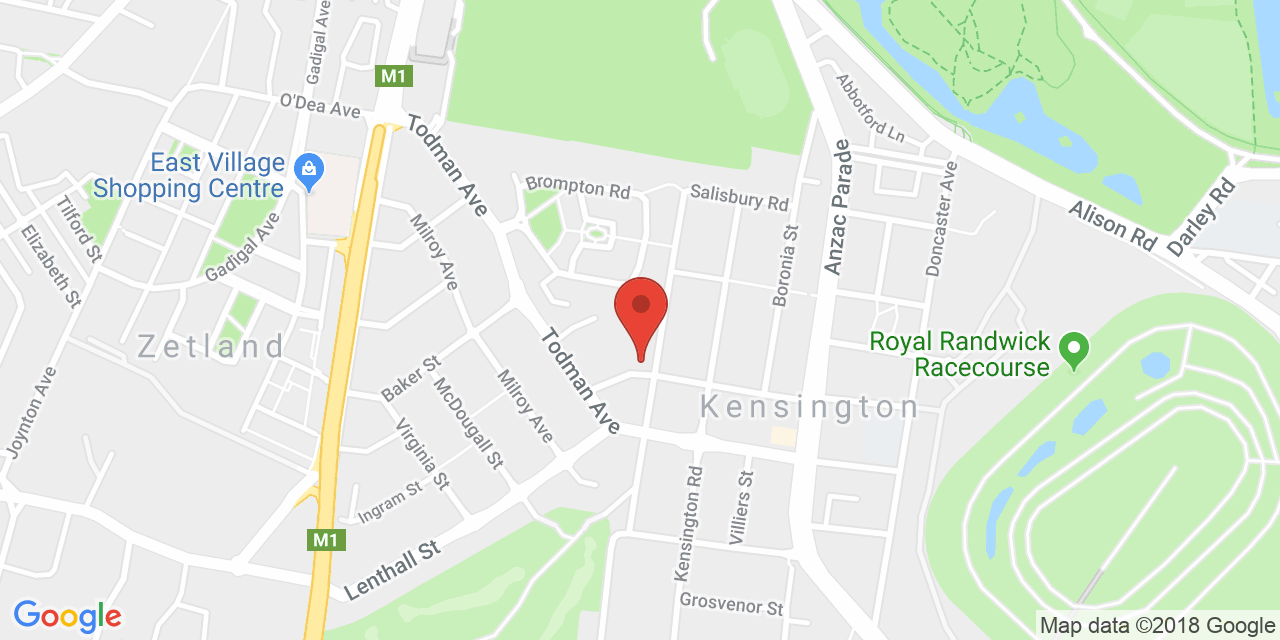 Gadigal Ave
M1
O'Dea Ave
Todman Ave
Abbotford Ln
East Village
Shopping Centre
Brompton Rd
Salisbury Rd
Anzac Parade
Doncaster Ave
Alison Rd
Darley Rd
Tilford St
Elizabeth St
Gadigal Ave
Milroy Ave
Boronia St
Zetland
Todman Ave
Royal Randwick
Racecourse
Baker St
McDougall St
Milroy Ave
Kensington
Joynton Ave
Virginia St
Ingram St
Kensington Rd
Villiers St
M1
Lenthall St
Grosvenor St
Google
Map data ©2018 Google